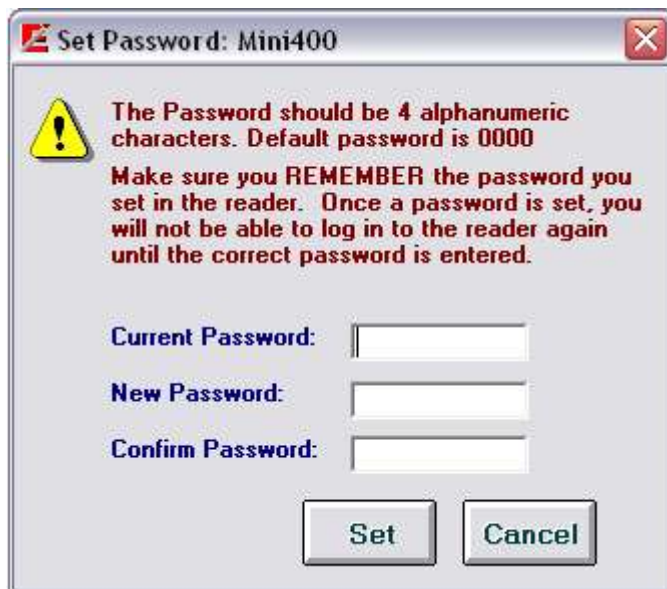 Set Password: Mini400
The Password should be 4 alphanumeric
characters. Default password is 0000
Make sure you REMEMBER the password you
set in the reader. Once a password is set, you
will not be able to log in to the reader again
until the correct password is entered.
Current Password:
New Password:
Confirm Password:
Set Cancel